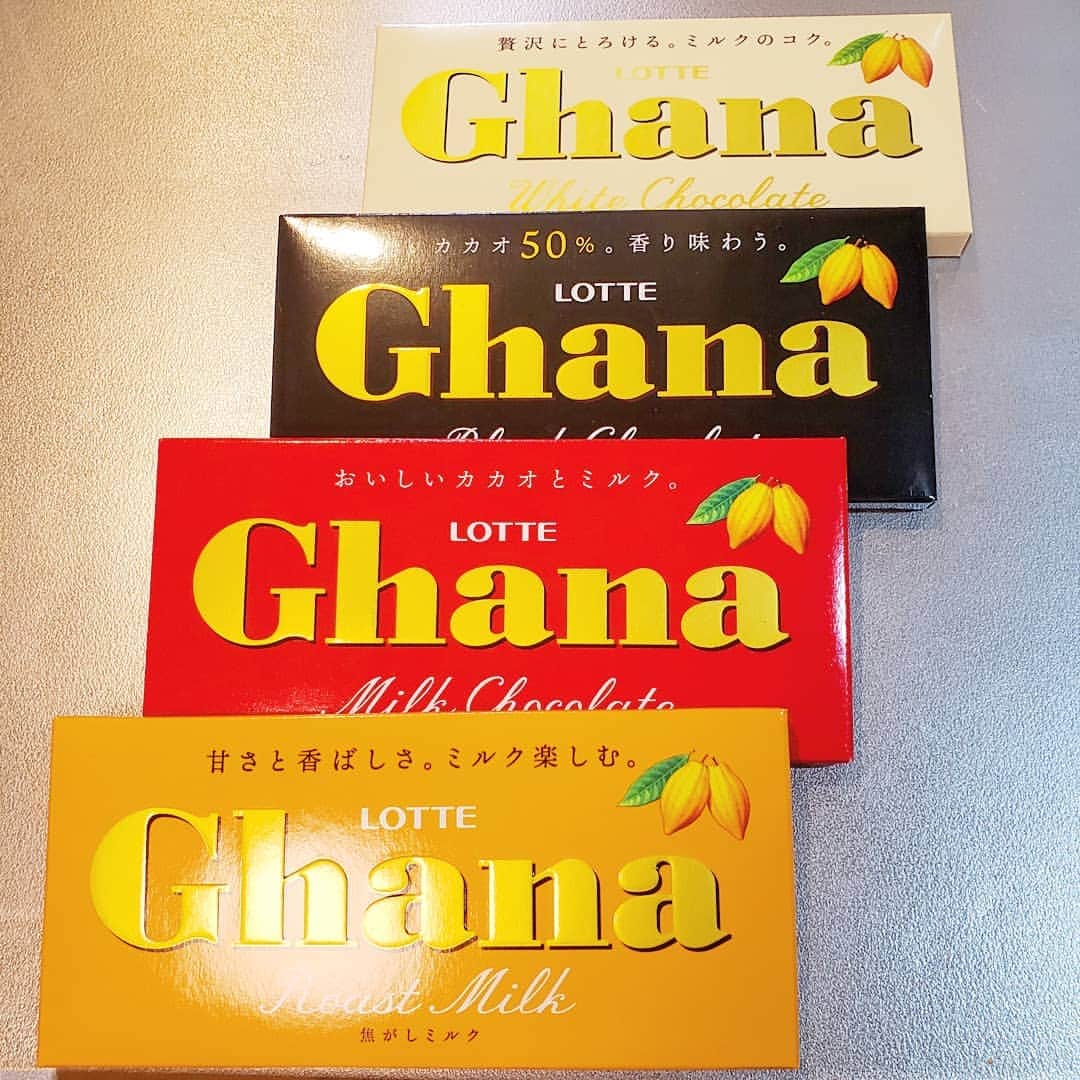 贅沢にとろける。ミルクのコク。
LOTTE
Ghana
White Chocolate
カカオ50%。香り味わう。
LOTTE
Ghana
おいしいカカオとミルク。
LOTTE
Ghana
Milk Chocolate
甘さと香ばしさ。ミルク楽しむ。
LOTTE
Ghana
Roast Milk
焦がしミルク